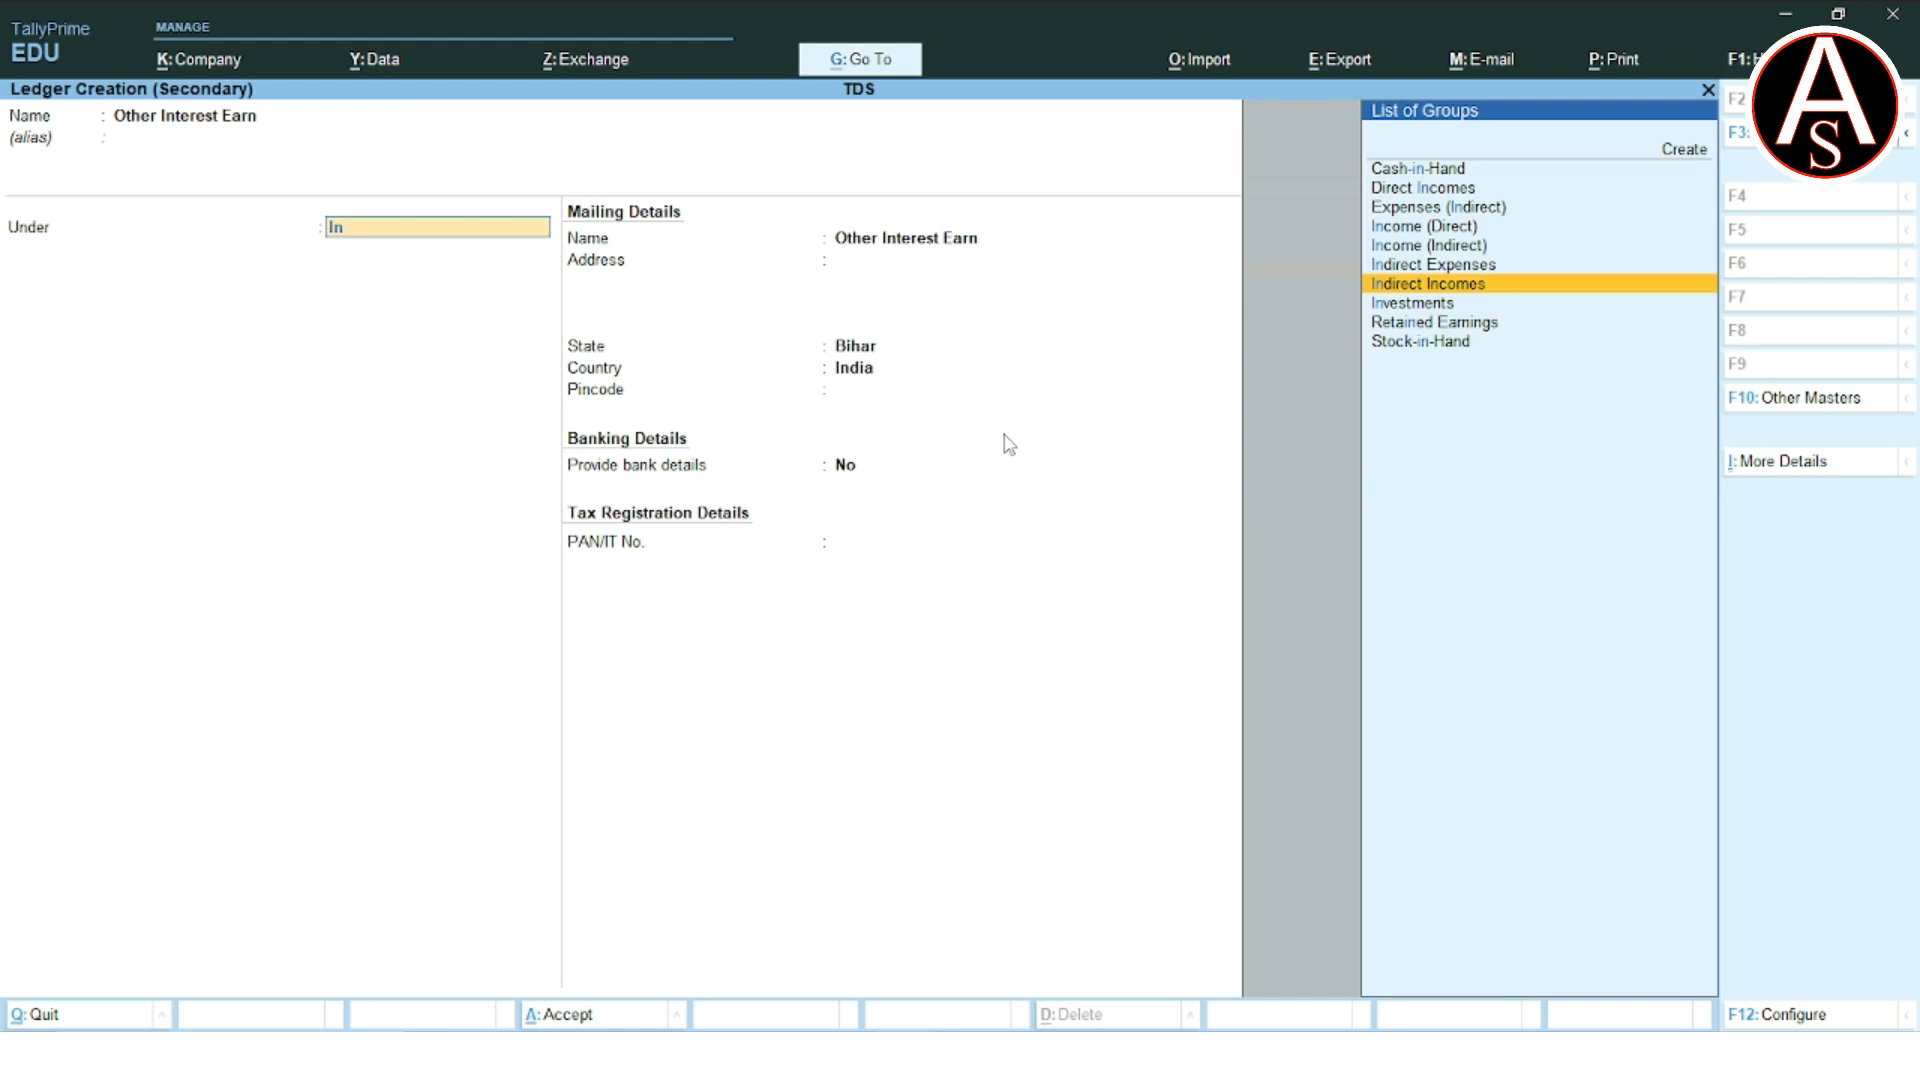 TallyPrime
EDU
MANAGE
K: Company
Y: Data
Z: Exchange
G: Go To
O: Import
E: Export
M: E-mail
P: Print
F1:
Ledger Creation (Secondary)
TDS
Name : Other Interest Earn
(alias) :
Under : In
Mailing Details
Name : Other Interest Earn
Address :
State : Bihar
Country : India
Pincode :
Banking Details
Provide bank details : No
Tax Registration Details
PAN/IT No. :
List of Groups
Create
Cash-in-Hand
Direct Incomes
Expenses (Indirect)
Income (Direct)
Income (Indirect)
Indirect Expenses
Indirect Incomes
Investments
Retained Earnings
Stock-in-Hand
AS
F2
F3:
F4
F5
F6
F7
F8
F9
F10: Other Masters
I: More Details
Q: Quit
A: Accept
D: Delete
F12: Configure